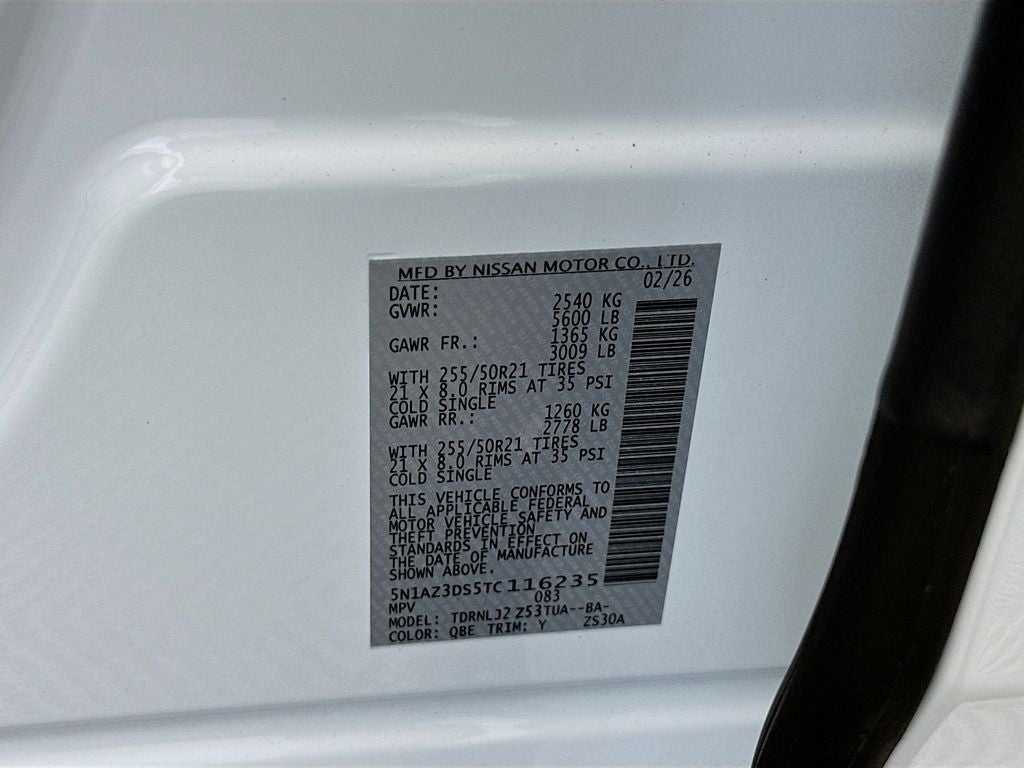 MFD BY NISSAN MOTOR CO., LTD.
DATE: 02/26
GVWR: 2540 KG
5600 LB
GAWR FR.: 1365 KG
3009 LB
WITH 255/50R21 TIRES
21 X 8.0 RIMS AT 35 PSI
COLD SINGLE
GAWR RR.: 1260 KG
2778 LB
WITH 255/50R21 TIRES
21 X 8.0 RIMS AT 35 PSI
COLD SINGLE
THIS VEHICLE CONFORMS TO
ALL APPLICABLE FEDERAL
MOTOR VEHICLE SAFETY AND
THEFT PREVENTION
STANDARDS IN EFFECT ON
THE DATE OF MANUFACTURE
SHOWN ABOVE.
5N1AZ3DS5TC116235
MPV 083
MODEL: TDRNLJ2 Z53TUA--BA-
COLOR: QBE TRIM: Y ZS30A